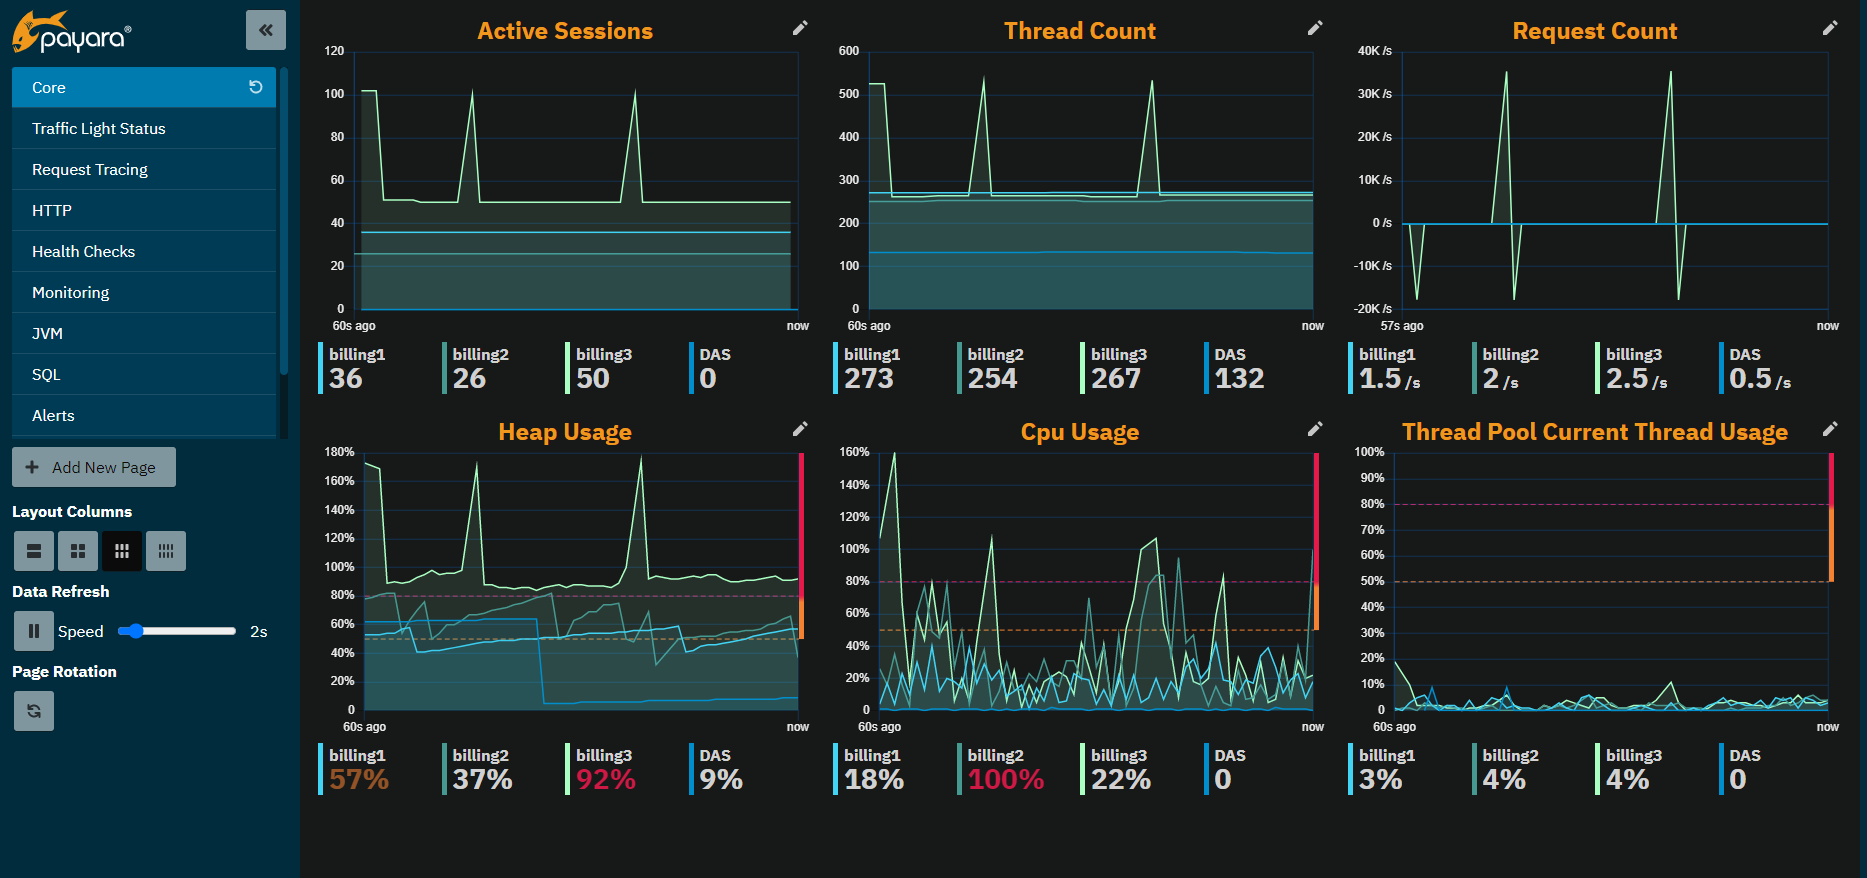 payara®
Core
Traffic Light Status
Request Tracing
HTTP
Health Checks
Monitoring
JVM
SQL
Alerts
Add New Page
Layout Columns
Data Refresh
Speed 2s
Page Rotation
Active Sessions
120
100
80
60
40
20
0
60s ago now
billing1 billing2 billing3 DAS
36 26 50 0
Thread Count
600
500
400
300
200
100
0
60s ago now
billing1 billing2 billing3 DAS
273 254 267 132
Request Count
40K /s
30K /s
20K /s
10K /s
0 /s
-10K /s
-20K /s
57s ago now
billing1 billing2 billing3 DAS
1.5 /s 2 /s 2.5 /s 0.5 /s
Heap Usage
180%
160%
140%
120%
100%
80%
60%
40%
20%
0
60s ago now
billing1 billing2 billing3 DAS
57% 37% 92% 9%
Cpu Usage
160%
140%
120%
100%
80%
60%
40%
20%
0
60s ago now
billing1 billing2 billing3 DAS
18% 100% 22% 0
Thread Pool Current Thread Usage
100%
90%
80%
70%
60%
50%
40%
30%
20%
10%
0
60s ago now
billing1 billing2 billing3 DAS
3% 4% 4% 0